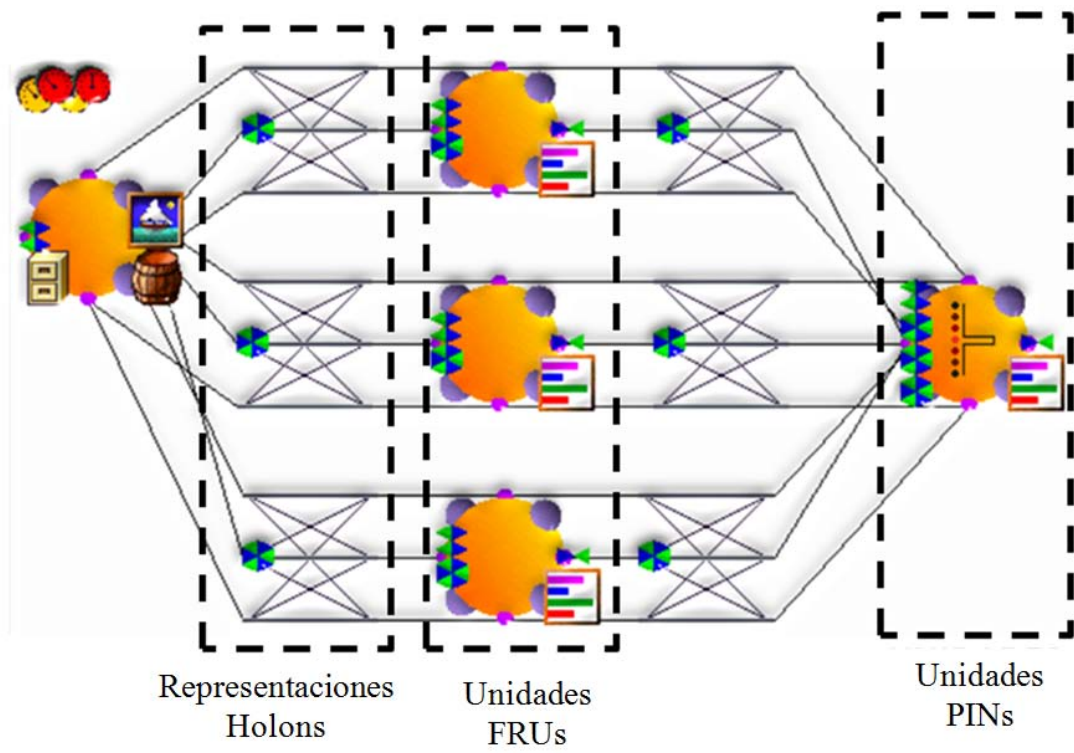 Representaciones
Holons
Unidades
FRUs
Unidades
PINs